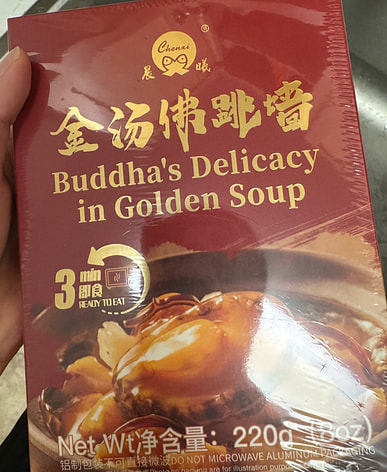 Chenxi
®
晨曦
金汤佛跳墙
Buddha's Delicacy
in Golden Soup
3 min
即食
READY TO EAT
Net Wt净含量: 220g (8oz)
铝制包装不可直接微波DO NOT MICROWAVE ALUMINUM PACKAGING